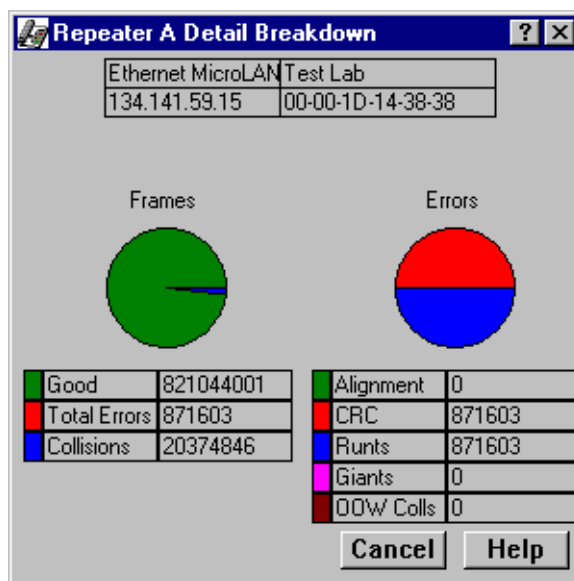 Repeater A Detail Breakdown
Ethernet MicroLAN Test Lab
134.141.59.15 00-00-1D-14-38-38
Frames
Good 821044001
Total Errors 871603
Collisions 20374846
Errors
Alignment 0
CRC 871603
Runts 871603
Giants 0
OOW Colls 0
Cancel Help